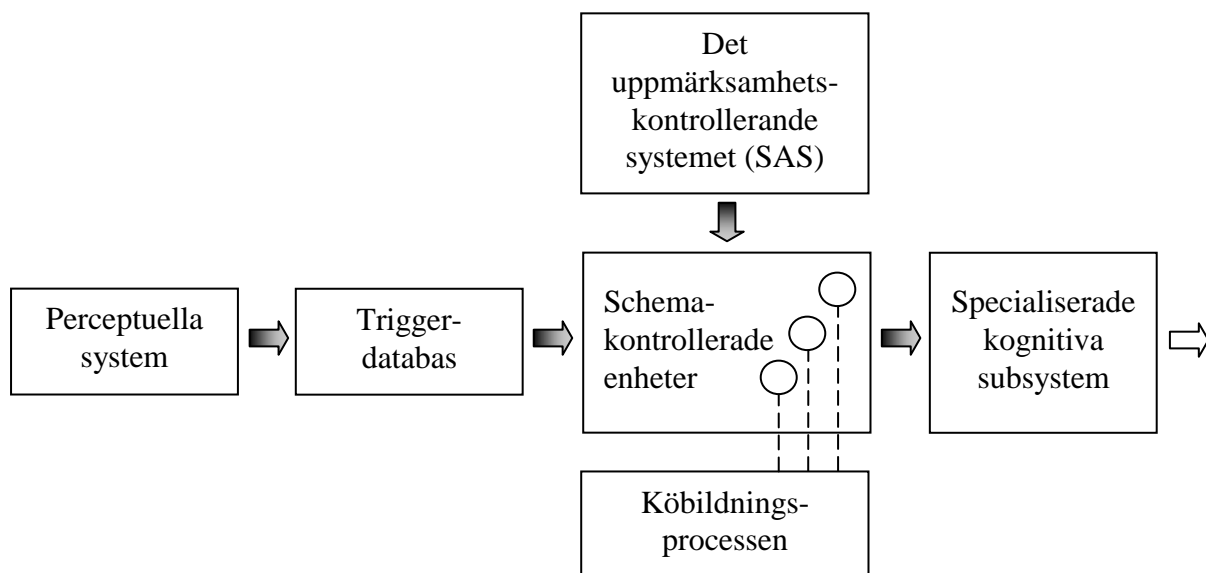 Det
uppmärksamhets-
kontrollerande
systemet (SAS)
Perceptuella
system
Trigger-
databas
Schema-
kontrollerade
enheter
Specialiserade
kognitiva
subsystem
Köbildnings-
processen